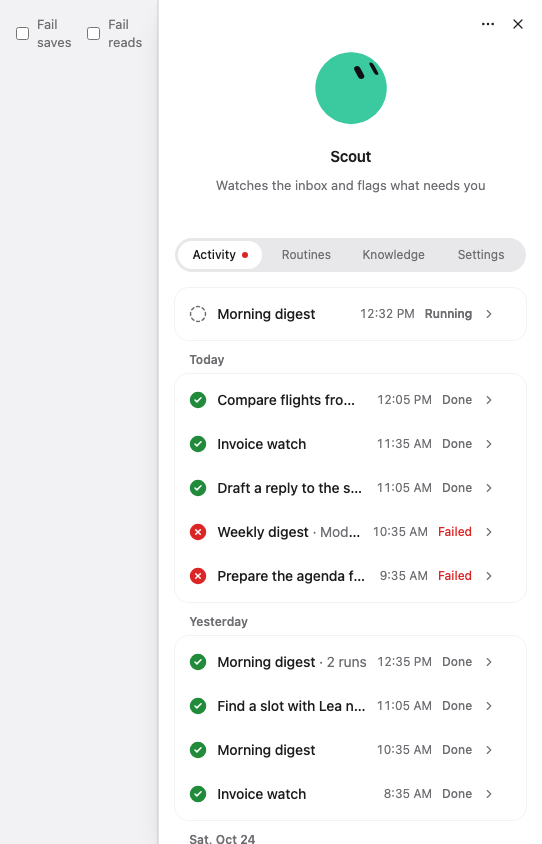 Fail saves
Fail reads
Scout
Watches the inbox and flags what needs you
Activity Routines Knowledge Settings
Morning digest 12:32 PM Running
Today
Compare flights fro... 12:05 PM Done
Invoice watch 11:35 AM Done
Draft a reply to the s... 11:05 AM Done
Weekly digest · Mod... 10:35 AM Failed
Prepare the agenda f... 9:35 AM Failed
Yesterday
Morning digest · 2 runs 12:35 PM Done
Find a slot with Lea n... 11:05 AM Done
Morning digest 10:35 AM Done
Invoice watch 8:35 AM Done
Sat, Oct 24